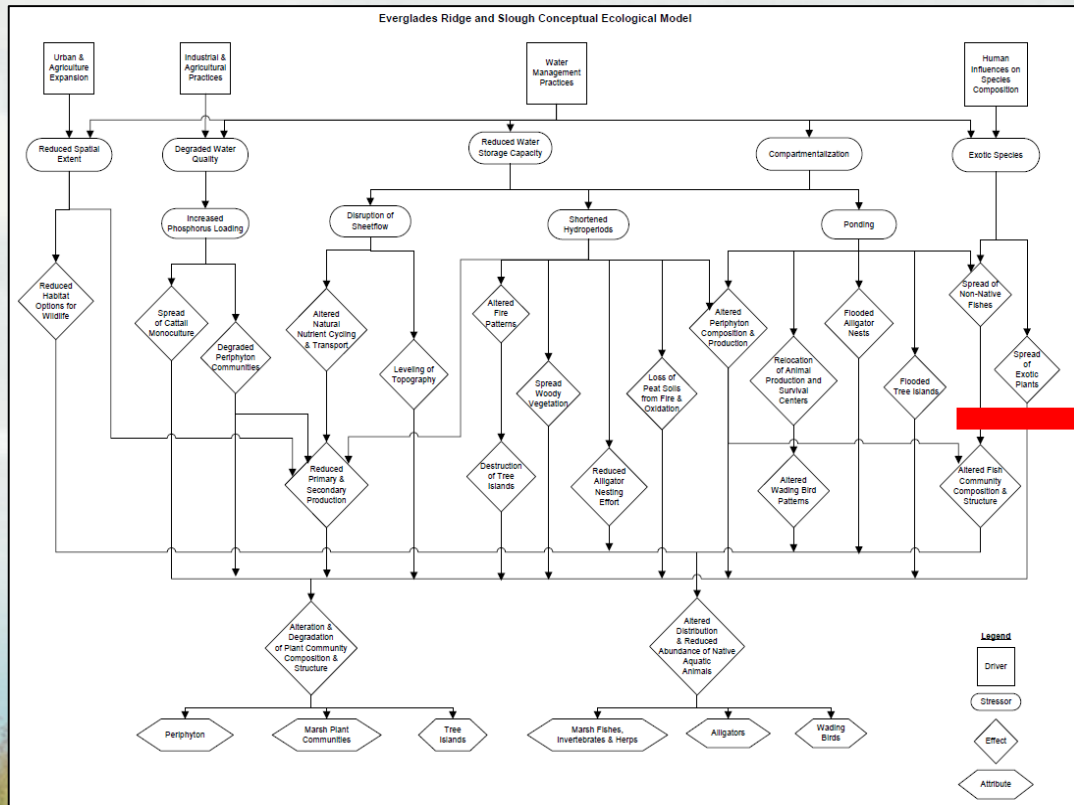 Everglades Ridge and Slough Conceptual Ecological Model
Urban &
Agriculture
Expansion
Industrial &
Agricultural
Practices
Water
Management
Practices
Human
Influences on
Species
Composition
Reduced Spatial
Extent
Degraded Water
Quality
Reduced Water
Storage Capacity
Compartmentalization
Exotic Species
Increased
Phosphorus Loading
Disruption of
Sheetflow
Shortened
Hydroperiods
Ponding
Reduced
Habitat
Options for
Wildlife
Spread
of Cattail
Monoculture
Degraded
Periphyton
Communities
Altered
Natural
Nutrient Cycling
& Transport
Leveling of
Topography
Altered
Fire
Patterns
Spread
Woody
Vegetation
Loss of
Peat Soils
from Fire &
Oxidation
Altered
Periphyton
Composition &
Production
Relocation
of Animal
Production and
Survival
Centers
Flooded
Alligator
Nests
Flooded
Tree Islands
Spread of
Non-Native
Fishes
Spread
of
Exotic
Plants
Reduced
Primary &
Secondary
Production
Destruction
of Tree
Islands
Reduced
Alligator
Nesting
Effort
Altered
Wading Bird
Patterns
Altered Fish
Community
Composition &
Structure
Alteration &
Degradation
of Plant Community
Composition &
Structure
Altered
Distribution
& Reduced
Abundance of Native
Aquatic
Animals
Periphyton
Marsh Plant
Communities
Tree
Islands
Marsh Fishes,
Invertebrates & Herps
Alligators
Wading
Birds
Legend
Driver
Stressor
Effect
Attribute